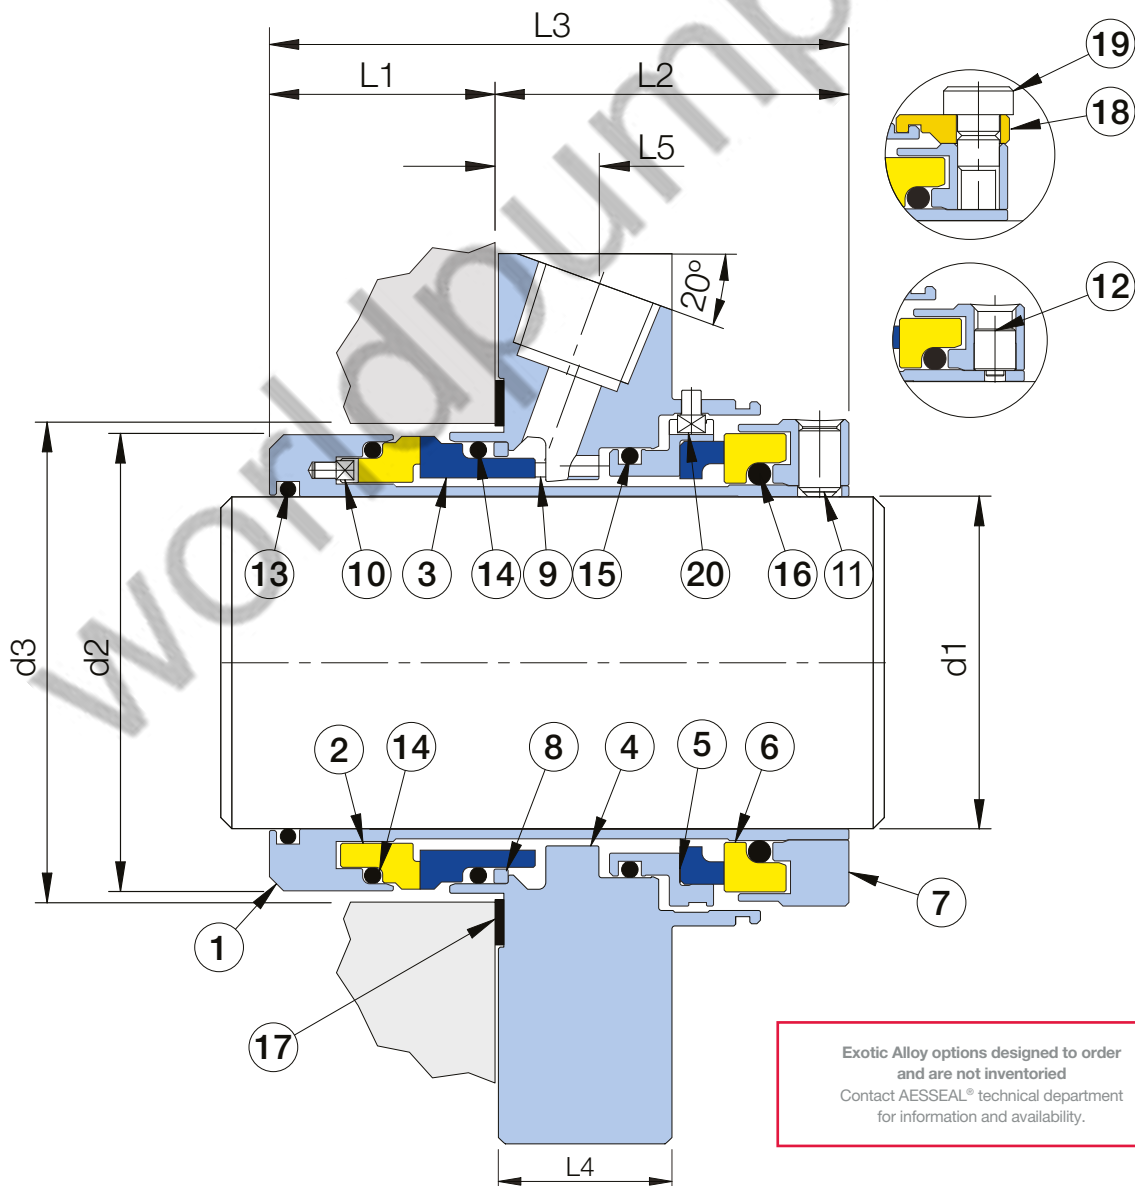 L3
19
L1
L2
18
L5
20°
12
worldpump
13
10
3
14
9
15
20
16
11
d3
d2
d1
2
14
8
4
5
6
1
7
17
Exotic Alloy options designed to order
and are not inventoried
Contact AESSEAL® technical department
for information and availability.
L4